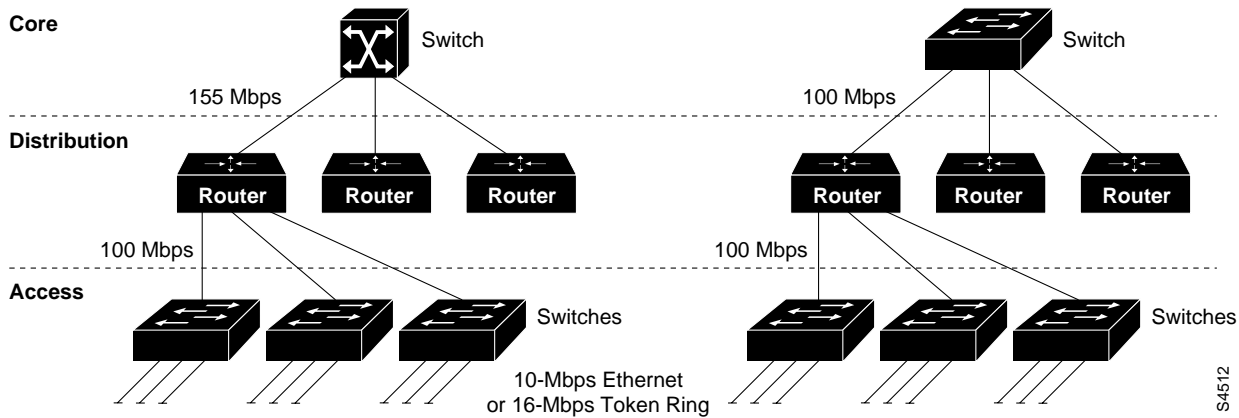 Core
Switch
Switch
155 Mbps
100 Mbps
Distribution
Router
Router
Router
Router
Router
Router
100 Mbps
100 Mbps
Access
Switches
Switches
10-Mbps Ethernet
or 16-Mbps Token Ring
S4512